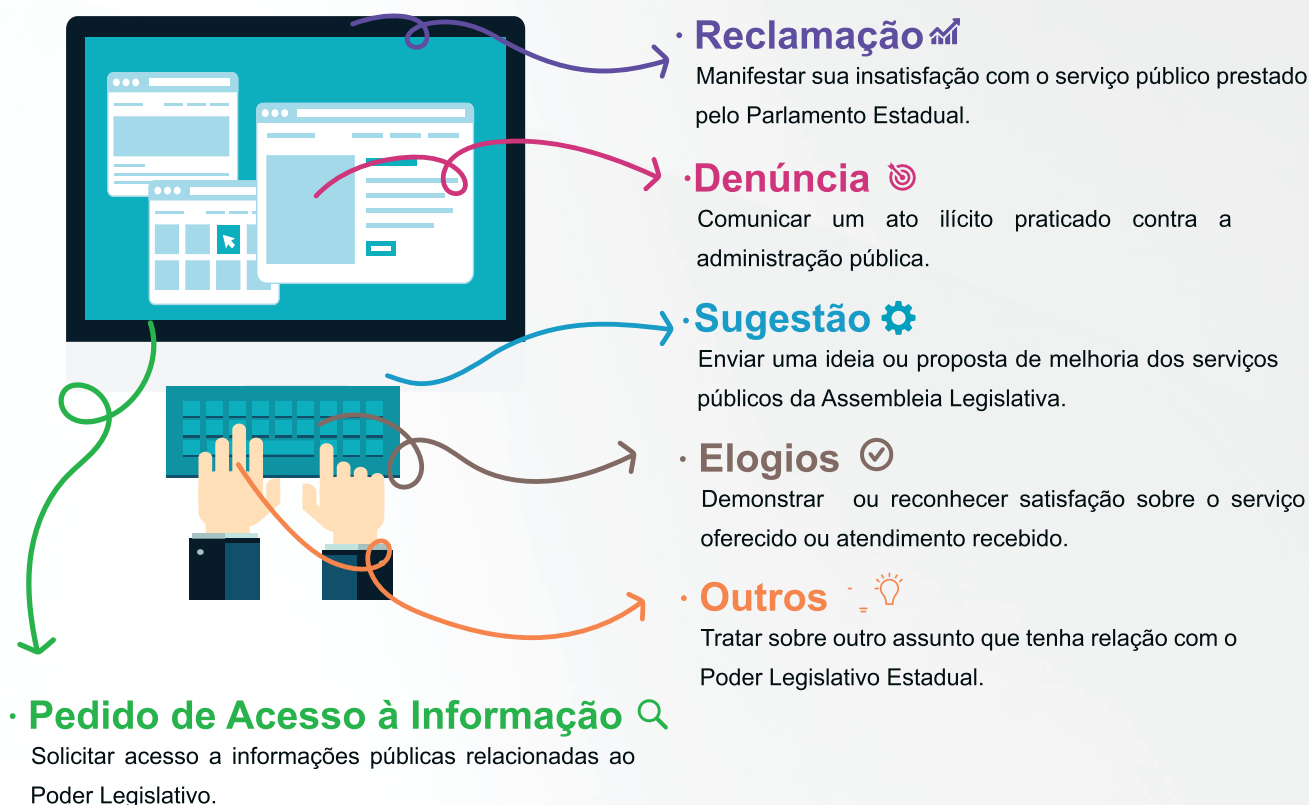 · Reclamação
Manifestar sua insatisfação com o serviço público prestado
pelo Parlamento Estadual.
·Denúncia
Comunicar um ato ilícito praticado contra a
administração pública.
·Sugestão
Enviar uma ideia ou proposta de melhoria dos serviços
públicos da Assembleia Legislativa.
· Elogios
Demonstrar ou reconhecer satisfação sobre o serviço
oferecido ou atendimento recebido.
· Outros
Tratar sobre outro assunto que tenha relação com o
Poder Legislativo Estadual.
· Pedido de Acesso à Informação
Solicitar acesso a informações públicas relacionadas ao
Poder Legislativo.